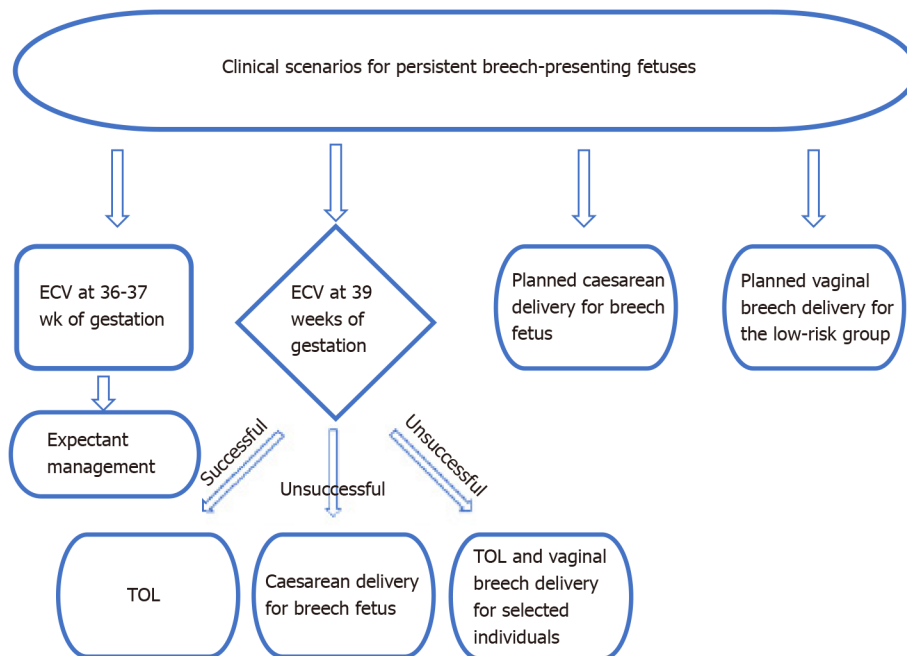 Clinical scenarios for persistent breech-presenting fetuses
ECV at 36-37
wk of gestation
ECV at 39
weeks of
gestation
Planned caesarean
delivery for breech
fetus
Planned vaginal
breech delivery for
the low-risk group
Expectant
management
Successful
Unsuccessful
Unsuccessful
TOL
Caesarean delivery
for breech fetus
TOL and vaginal
breech delivery
for selected
individuals